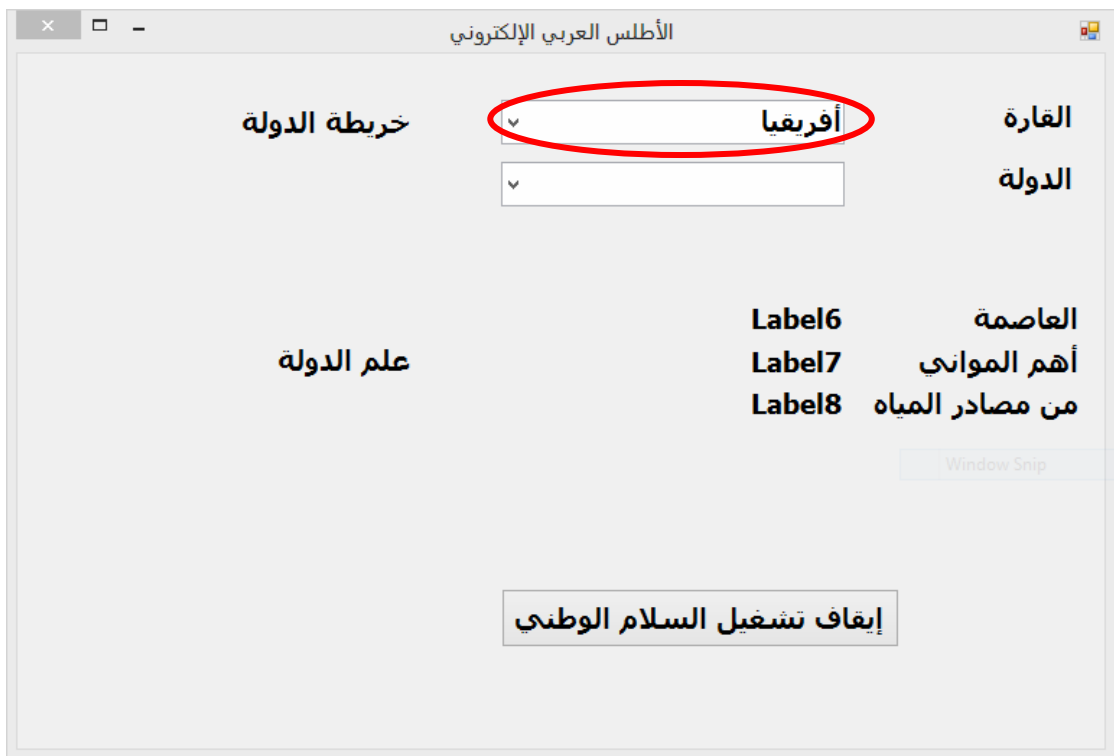 الأطلس العربي الإلكتروني
القارة أفريقيا خريطة الدولة
الدولة
العاصمة Label6
أهم المواني Label7 علم الدولة
من مصادر المياه Label8
Window Snip
إيقاف تشغيل السلام الوطني